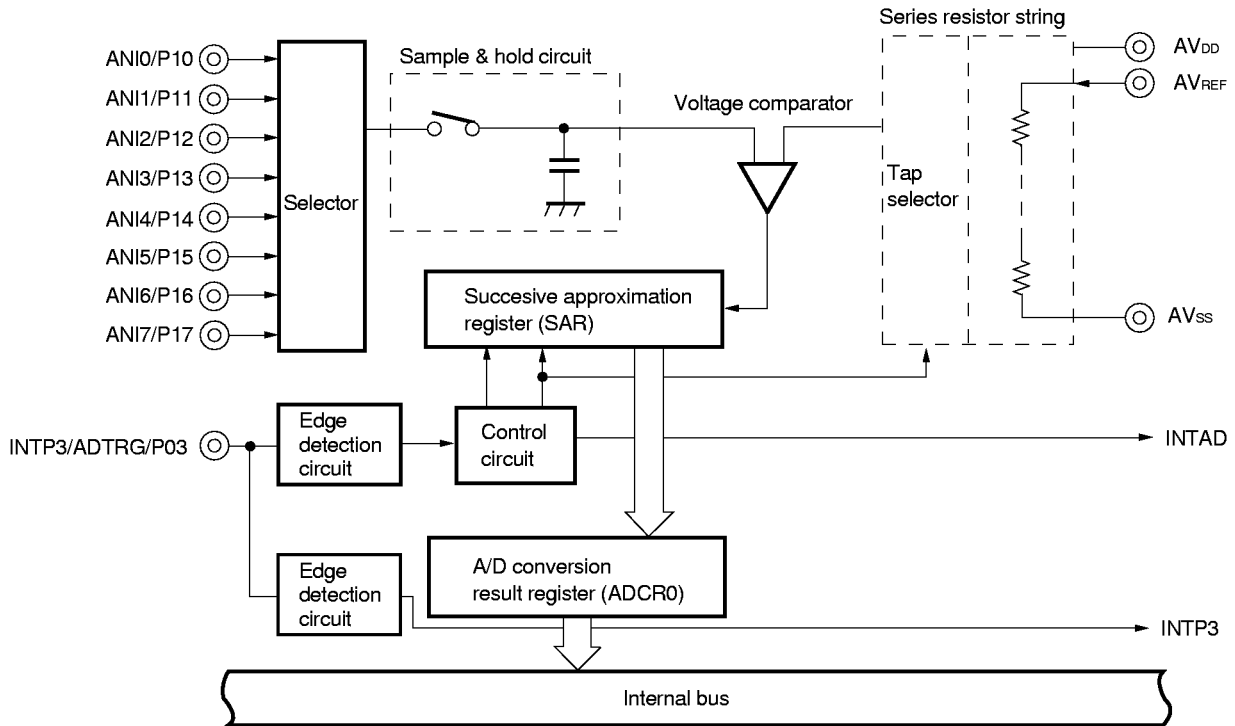 Series resistor string
ANI0/P10
ANI1/P11
ANI2/P12
ANI3/P13
ANI4/P14
ANI5/P15
ANI6/P16
ANI7/P17
Selector
Sample & hold circuit
Voltage comparator
Tap
selector
AVDD
AVREF
AVSS
Succesive approximation
register (SAR)
INTP3/ADTRG/P03
Edge
detection
circuit
Control
circuit
INTAD
Edge
detection
circuit
A/D conversion
result register (ADCR0)
INTP3
Internal bus